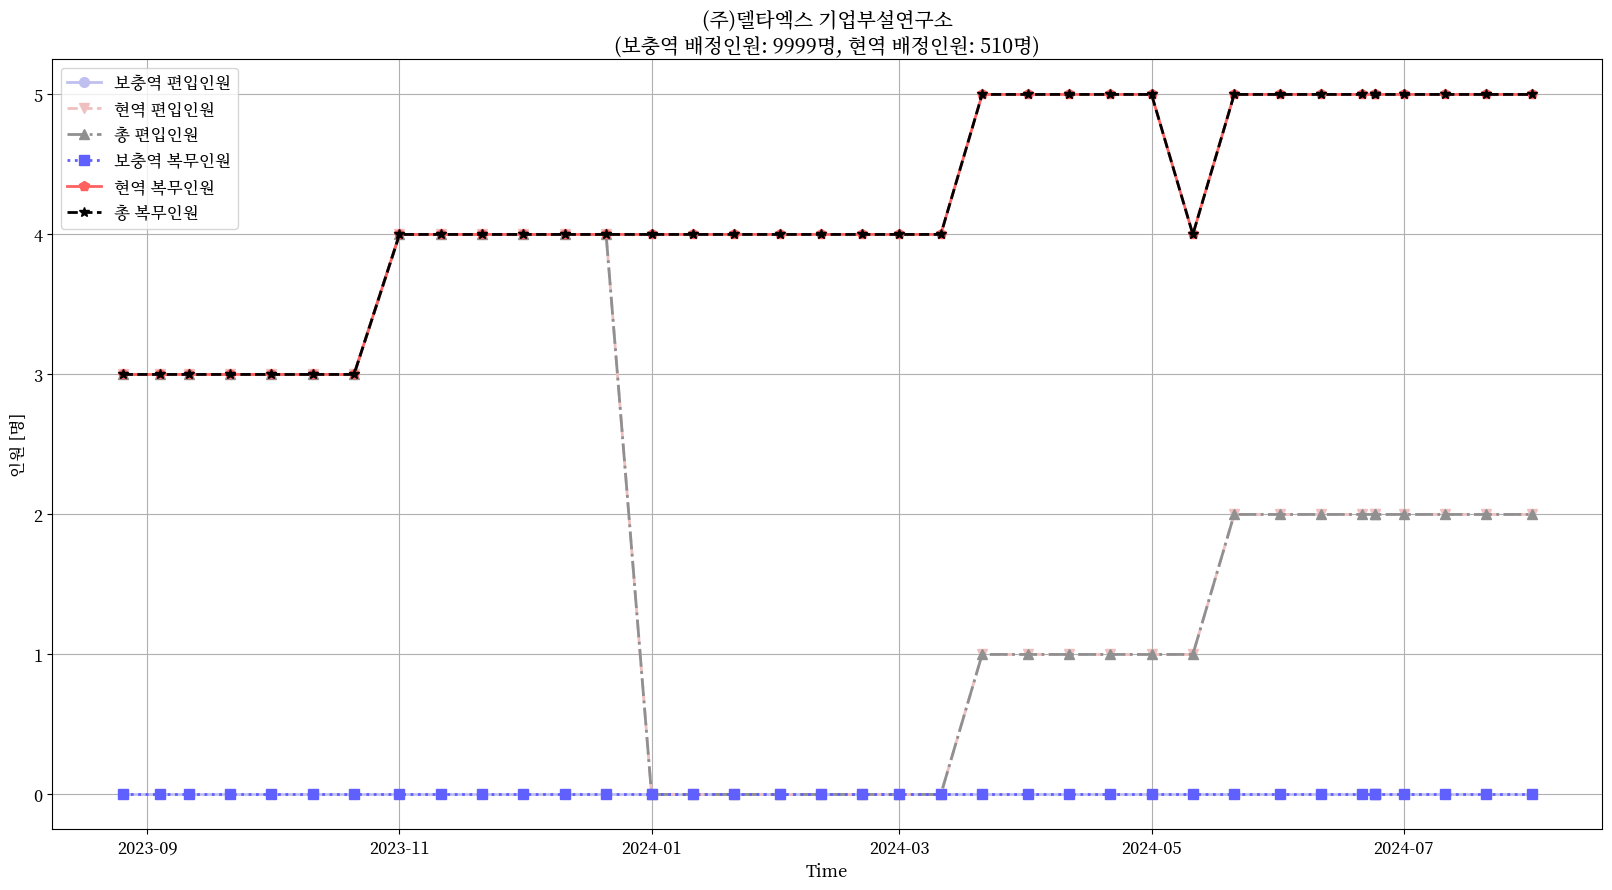 (주)델타엑스 기업부설연구소
(보충역 배정인원: 9999명, 현역 배정인원: 510명)
보충역 편입인원
현역 편입인원
총 편입인원
보충역 복무인원
현역 복무인원
총 복무인원
5
4
3
2
1
0
인원 [명]
2023-09
2023-11
2024-01
2024-03
2024-05
2024-07
Time